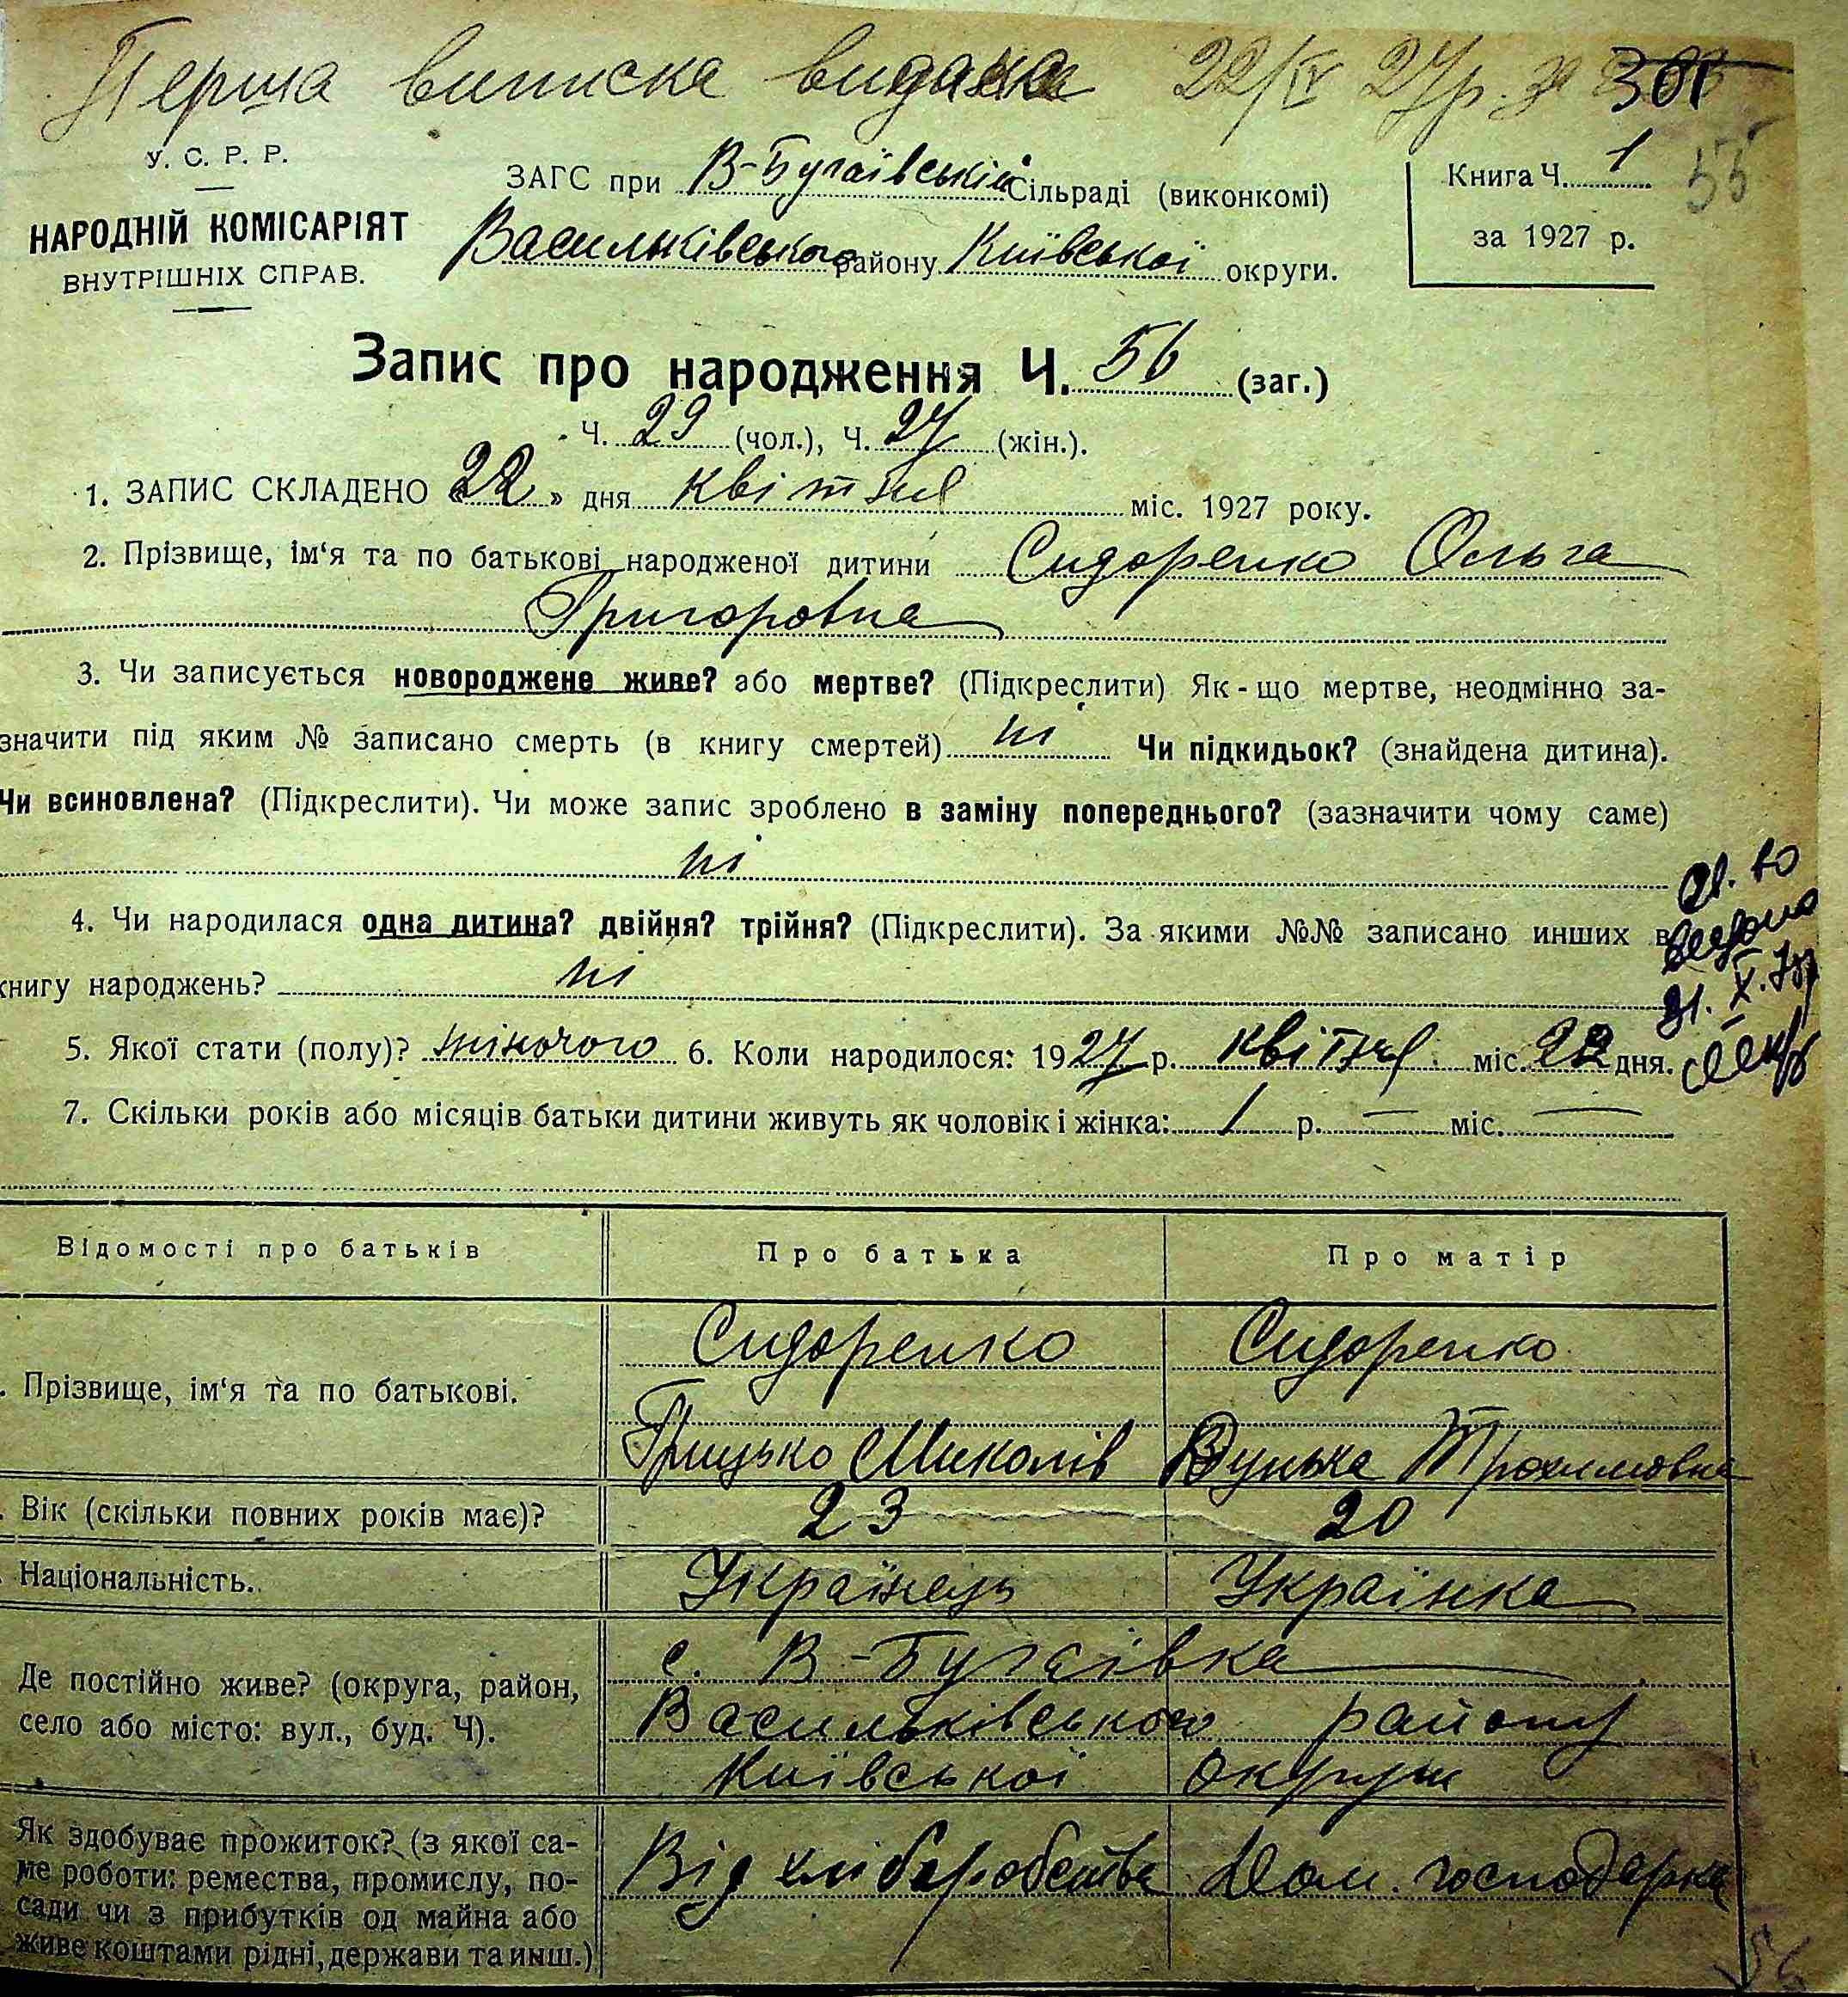 Перша виписка видана 22/IV 27р. за
301
55
У. С. Р. Р.
НАРОДНІЙ КОМІСАРІЯТ
ВНУТРІШНІХ СПРАВ.
ЗАГС при В-Бугаївській Сільраді (виконкомі)
Васильківського району Київської округи.
Книга Ч. 1
за 1927 р.
Запис про народження Ч. 56 (заг.)
Ч. 29 (чол.), Ч. 27 (жін.).
1. ЗАПИС СКЛАДЕНО «22» дня квітня міс. 1927 року.
2. Прізвище, ім‘я та по батькові народженої дитини Сидоренко Ольга
Григоровна
3. Чи записується новороджене живе? або мертве? (Підкреслити) Як-що мертве, неодмінно за-
значити під яким № записано смерть (в книгу смертей) ні Чи підкидьок? (знайдена дитина).
Чи всиновлена? (Підкреслити). Чи може запис зроблено в заміну попереднього? (зазначити чому саме)
ні
4. Чи народилася одна дитина? двійня? трійня? (Підкреслити). За якими №№ записано инших в
книгу народжень? ні
5. Якої стати (полу)? жіночого 6. Коли народилося: 1927 р. квітня міс. 22 дня.
7. Скільки років або місяців батьки дитини живуть як чоловік і жінка: 1 р. — міс. —
Відомості про батьків
Про батька
Про матір
Прізвище, ім‘я та по батькові.
Сидоренко
Грицько Миколів
Сидоренко
Дунька Трохимовна
Вік (скільки повних років має)?
23
20
Національність.
Українець
Українка
Де постійно живе? (округа, район,
село або місто: вул., буд. Ч).
с. В-Бугаївка
Васильківського району
Київської округи
Як здобуває прожиток? (з якої са-
ме роботи: ремества, промислу, по-
сади чи з прибутків од майна або
живе коштами рідні, держави та инш.)
Від хліборобства
Дом. господарка
56